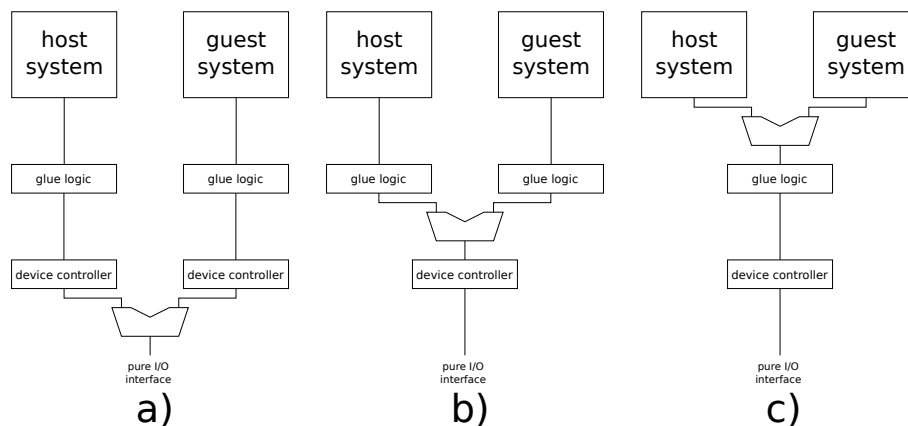 host
system
guest
system
glue logic
glue logic
device controller
device controller
pure I/O
interface
a)
host
system
guest
system
glue logic
glue logic
device controller
pure I/O
interface
b)
host
system
guest
system
glue logic
device controller
pure I/O
interface
c)